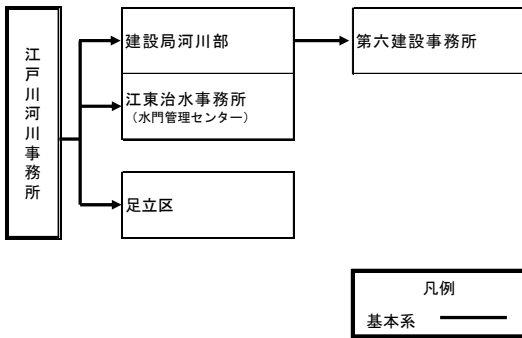 江戸川河川事務所
建設局河川部
第六建設事務所
江東治水事務所
（水門管理センター）
足立区
凡例
基本系